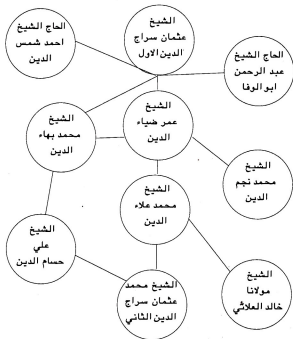 الحاج الشيخ
احمد شمس
الدين
الشيخ
عثمان سراج
الدين الاول
الحاج الشيخ
عبد الرحمن
ابو الوفا
الشيخ
محمد بهاء
الدين
الشيخ
عمر ضياء
الدين
الشيخ
محمد نجم
الدين
الشيخ
محمد علاء
الدين
الشيخ
علي
حسام الدين
الشيخ محمد
عثمان سراج
الدين الثاني
الشيخ
مولانا
خالد العلائي